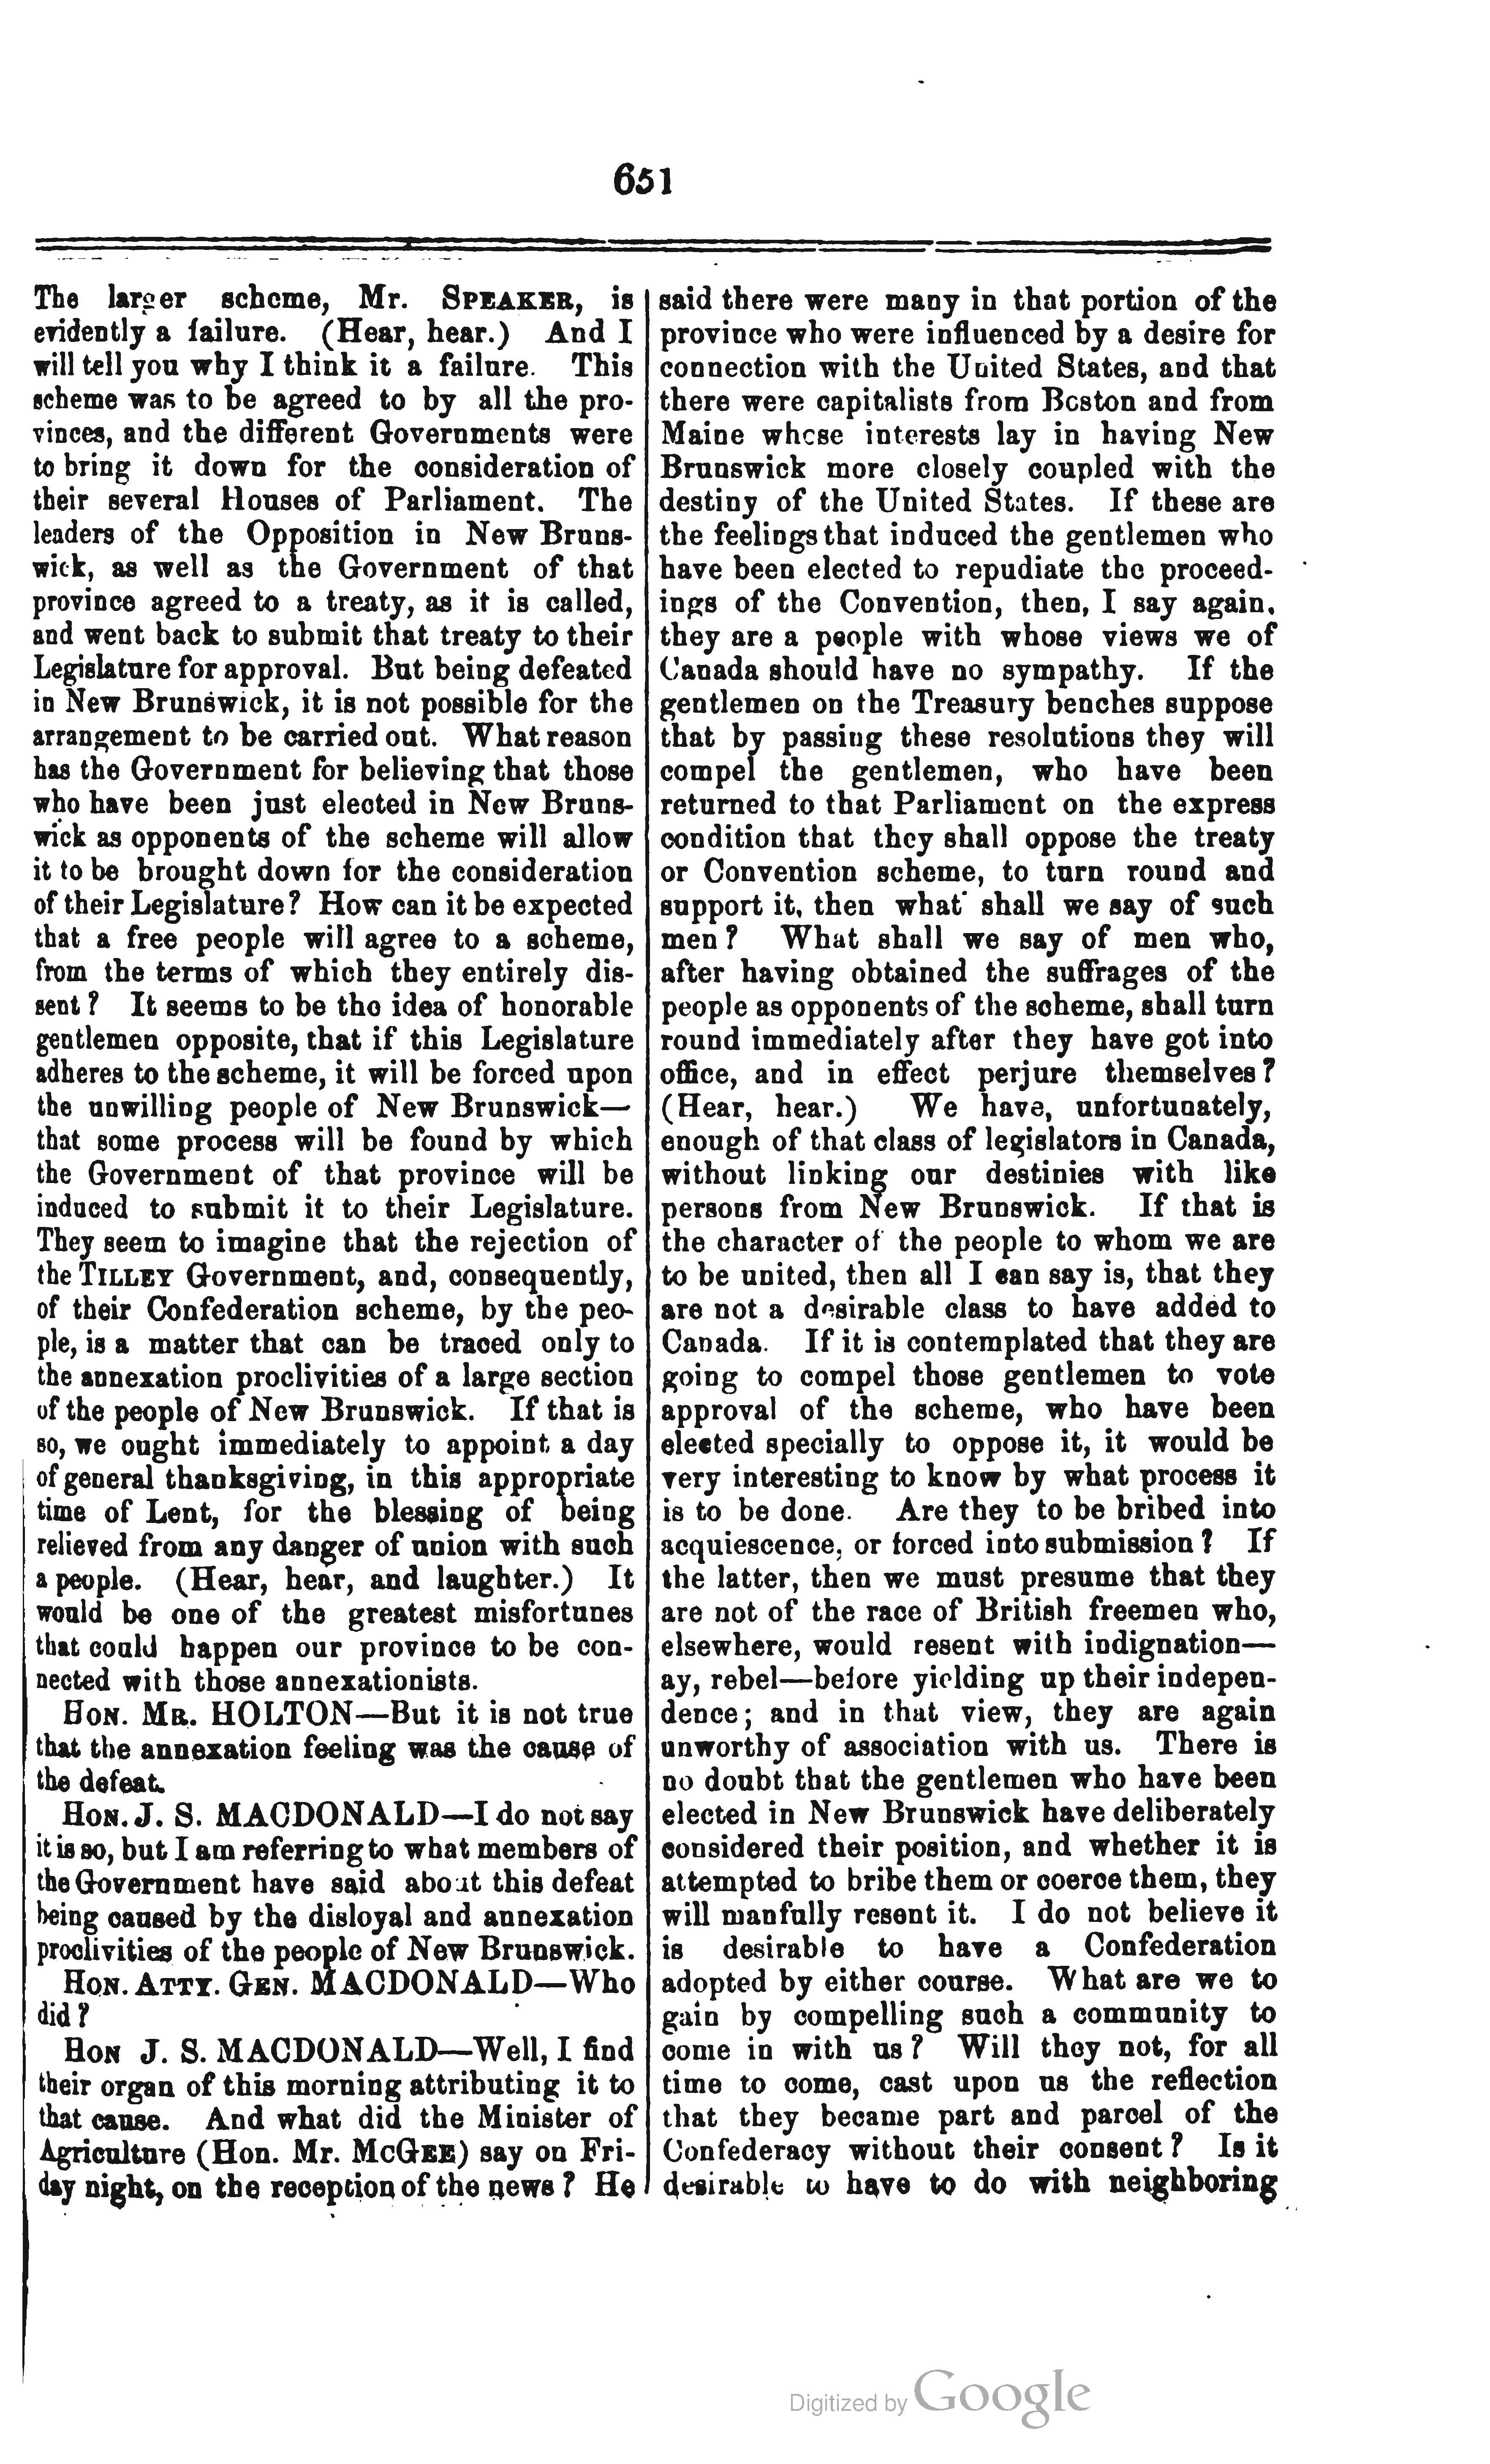 651
The larger scheme, Mr. SPEAKER, is
evidently a failure. (Hear, hear.) And I
will tell you why I think it a failure. This
scheme was to be agreed to by all the pro-
vinces, and the different Governments were
to bring it down for the consideration of
their several Houses of Parliament. The
leaders of the Opposition in New Bruns-
wick, as well as the Government of that
province agreed to a treaty, as it is called,
and went back to submit that treaty to their
Legislature for approval. But being defeated
in New Brunswick, it is not possible for the
arrangement to be carried out. What reason
has the Government for believing that those
who have been just elected in New Bruns-
wick as opponents of the scheme will allow
it to be brought down for the consideration
of their Legislature? How can it be expected
that a free people will agree to a scheme,
from the terms of which they entirely dis-
sent? It seems to be the idea of honorable
gentlemen opposite, that if this Legislature
adheres to the scheme, it will be forced upon
the unwilling people of New Brunswick—
that some process will be found by which
the Government of that province will be
induced to submit it to their Legislature.
They seem to imagine that the rejection of
the TILLEY Government, and, consequently,
of their Confederation scheme, by the peo-
ple, is a matter that can be traced only to
the annexation proclivities of a large section
of the people of New Brunswick. If that is
so, we ought immediately to appoint a day
of general thanksgiving, in this appropriate
time of Lent, for the blessing of being
relieved from any danger of union with such
a people. (Hear, hear, and laughter.) It
would be one of the greatest misfortunes
that could happen our province to be con-
nected with those annexationists.
HON. MR. HOLTON—But it is not true
that the annexation feeling was the cause of
the defeat.
HON. J. S. MACDONALD—I do not say
it is so, but I am referring to what members of
the Government have said about this defeat
being caused by the disloyal and annexation
proclivities of the people of New Brunswick.
HON. ATTY. GEN. MACDONALD—Who
did?
HON J. S. MACDONALD—Well, I find
their organ of this morning attributing it to
that cause. And what did the Minister of
Agriculture (Hon. Mr. MCGEE) say on Fri-
day night, on the reception of the news? He
said there were many in that portion of the
province who were influenced by a desire for
connection with the United States, and that
there were capitalists from Boston and from
Maine whose interests lay in having New
Brunswick more closely coupled with the
destiny of the United States. If these are
the feelings that induced the gentlemen who
have been elected to repudiate the proceed-
ings of the Convention, then, I say again,
they are a people with whose views we of
Canada should have no sympathy. If the
gentlemen on the Treasury benches suppose
that by passing these resolutions they will
compel the gentlemen, who have been
returned to that Parliament on the express
condition that they shall oppose the treaty
or Convention scheme, to turn round and
support it, then what shall we say of such
men? What shall we say of men who,
after having obtained the suffrages of the
people as opponents of the scheme, shall turn
round immediately after they have got into
office, and in effect perjure themselves?
(Hear, hear.) We have, unfortunately,
enough of that class of legislators in Canada,
without linking our destinies with like
persons from New Brunswick. If that is
the character of the people to whom we are
to be united, then all I can say is, that they
are not a desirable class to have added to
Canada. If it is contemplated that they are
going to compel those gentlemen to vote
approval of the scheme, who have been
elected specially to oppose it, it would be
very interesting to know by what process it
is to be done. Are they to be bribed into
acquiescence, or forced into submission? If
the latter, then we must presume that they
are not of the race of British freemen who,
elsewhere, would resent with indignation—
ay, rebel—before yielding up their indepen-
dence; and in that view, they are again
unworthy of association with us. There is
no doubt that the gentlemen who have been
elected in New Brunswick have deliberately
considered their position, and whether it is
attempted to bribe them or coerce them, they
will manfully resent it. I do not believe it
is desirable to have a Confederation
adopted by either course. What are we to
gain by compelling such a community to
come in with us? Will they not, for all
time to come, cast upon us the reflection
that they became part and parcel of the
Confederacy without their consent? Is it
desirable to have to do with neighboring
Digitized by Google